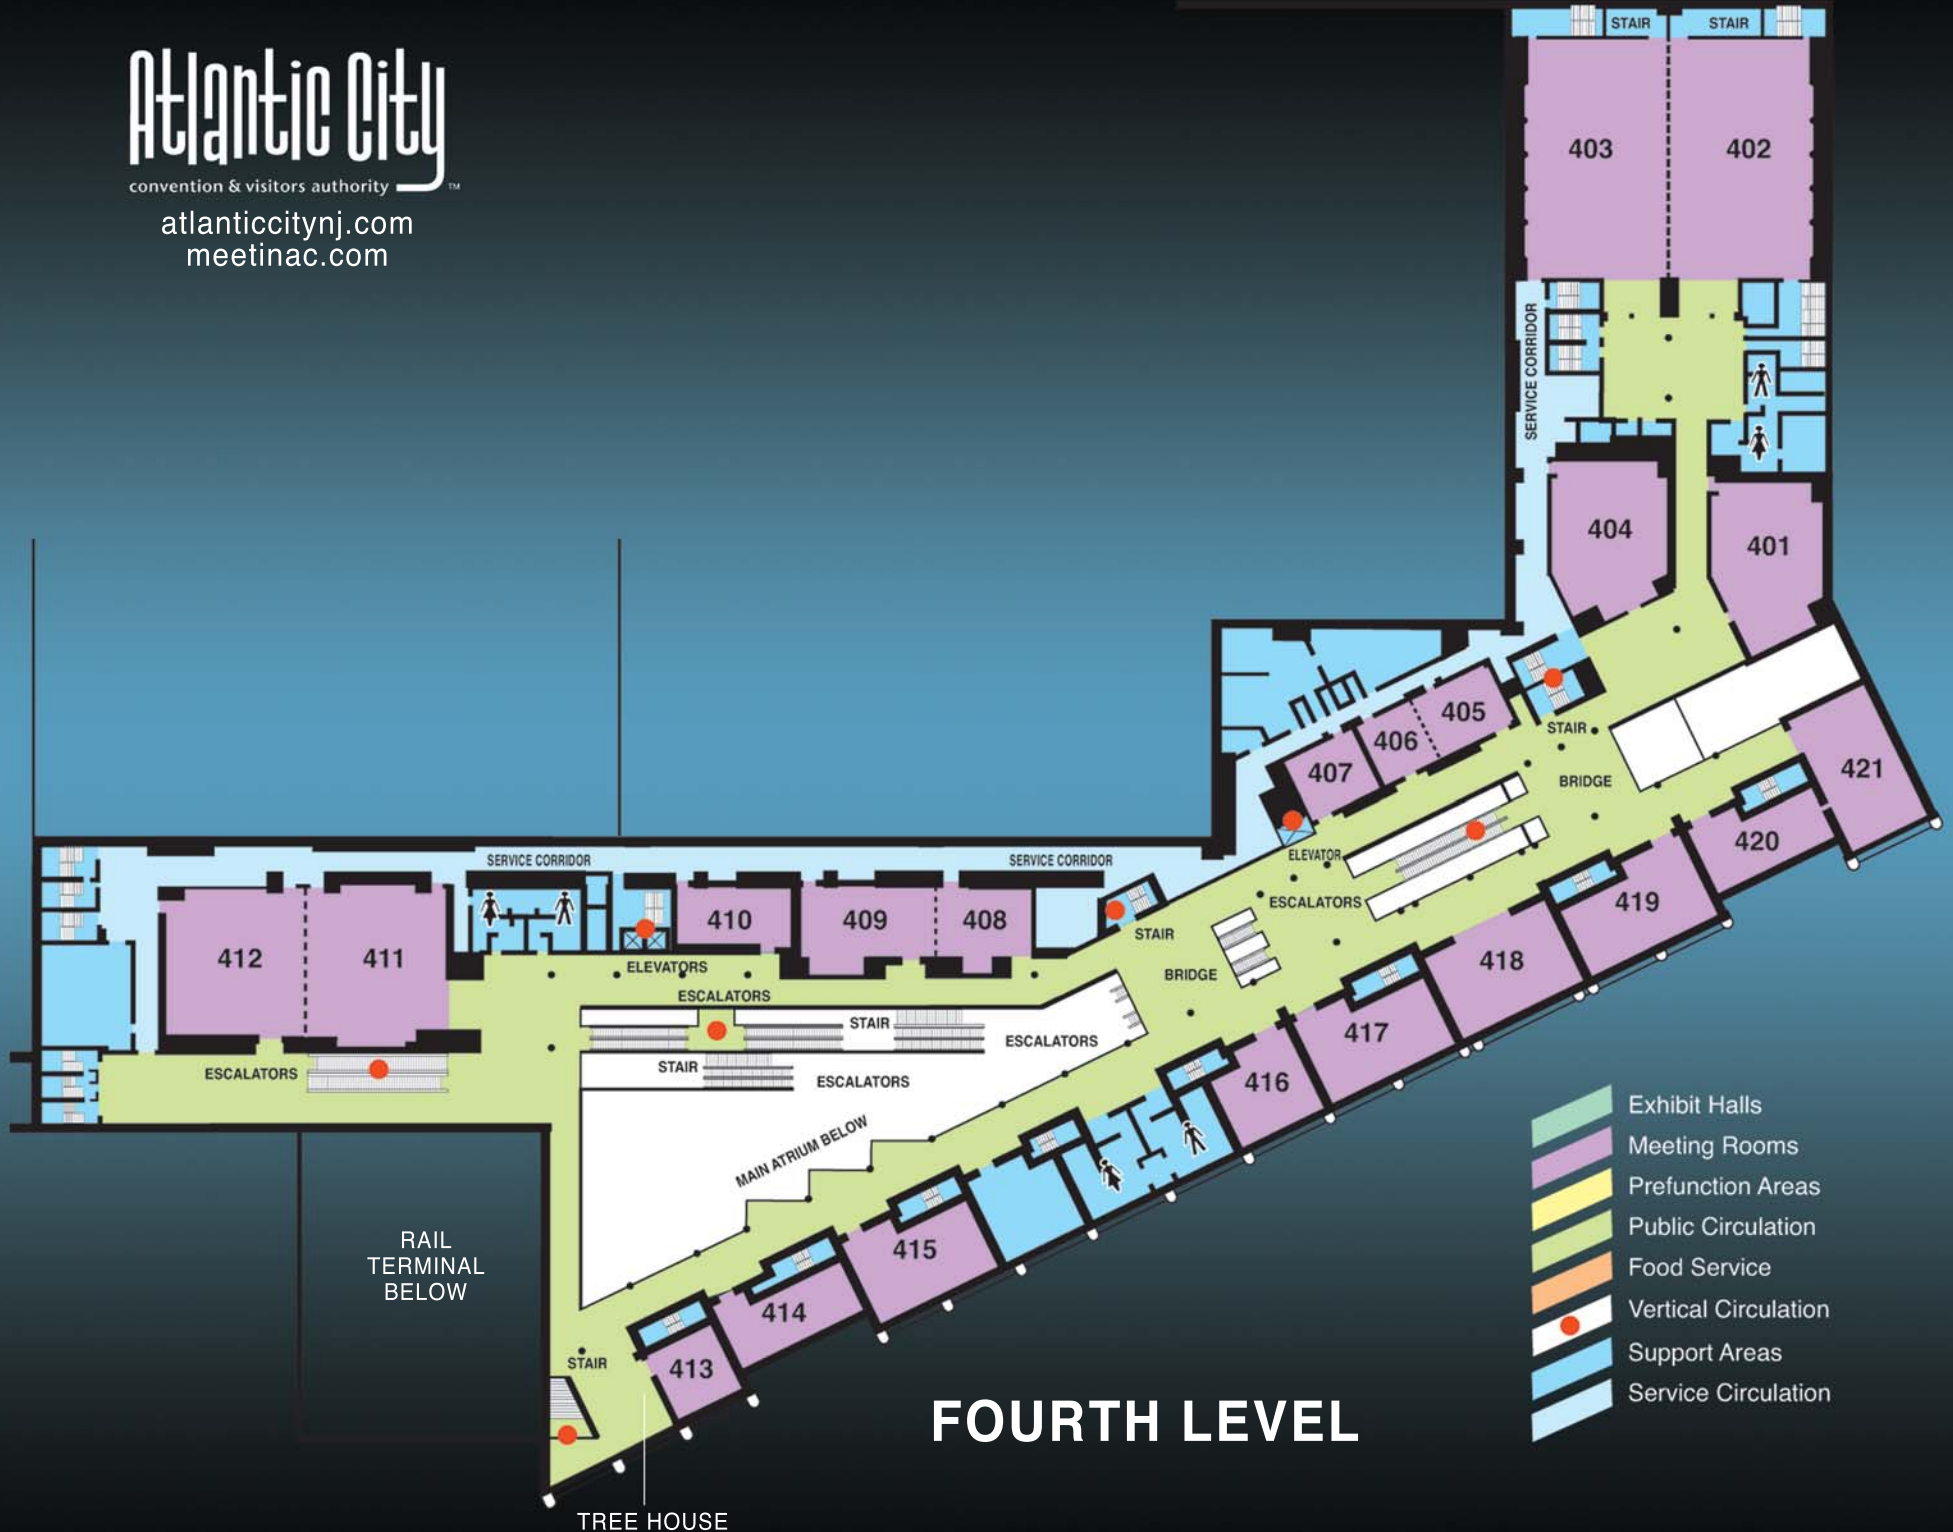 Atlantic City
convention & visitors authority ™
atlanticcitynj.com
meetinac.com
STAIR
STAIR
403
402
SERVICE CORRIDOR
404
401
405
406
407
STAIR
BRIDGE
421
420
ELEVATOR
ESCALATORS
419
SERVICE CORRIDOR
SERVICE CORRIDOR
410
409
408
STAIR
412
411
ELEVATORS
ESCALATORS
BRIDGE
418
STAIR
ESCALATORS
417
ESCALATORS
STAIR
ESCALATORS
416
MAIN ATRIUM BELOW
415
414
413
STAIR
RAIL
TERMINAL
BELOW
TREE HOUSE
FOURTH LEVEL
Exhibit Halls
Meeting Rooms
Prefunction Areas
Public Circulation
Food Service
Vertical Circulation
Support Areas
Service Circulation